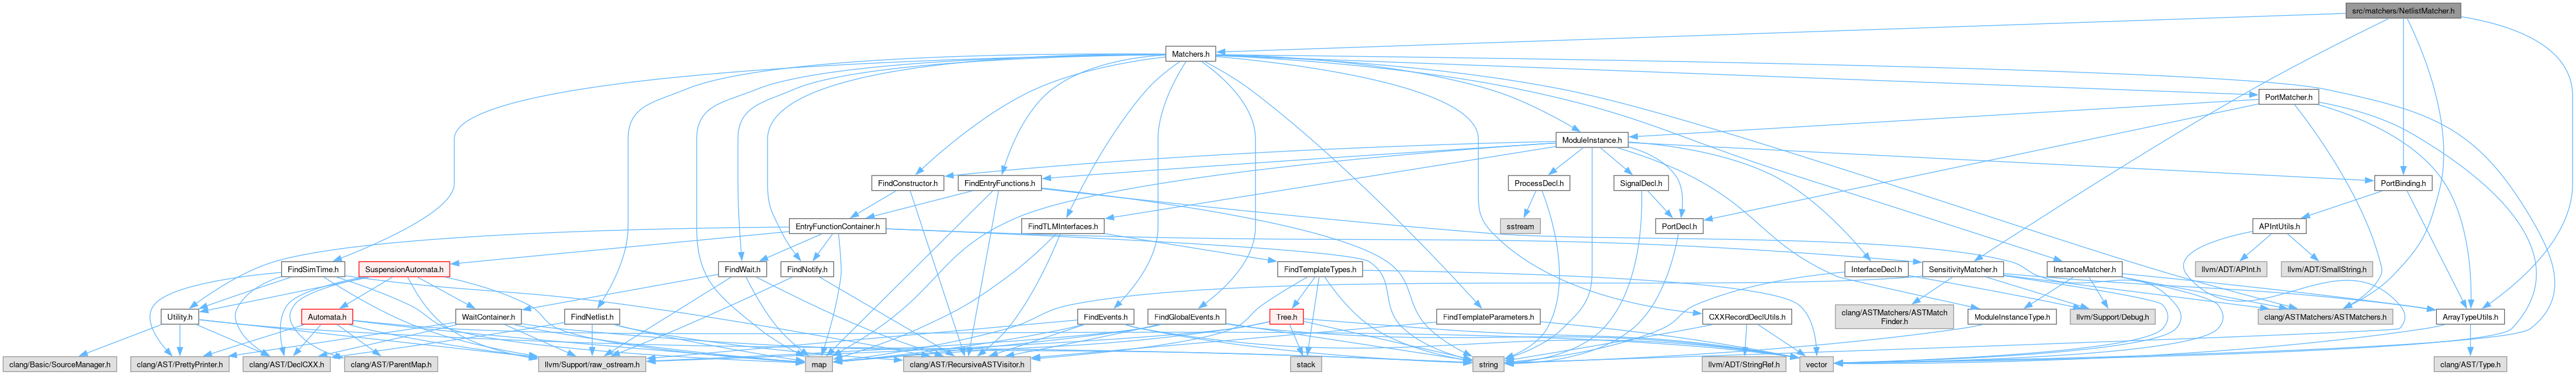 src/matchers/NetlistMatcher.h
Matchers.h
PortMatcher.h
ModuleInstance.h
FindConstructor.h
FindEntryFunctions.h
ProcessDecl.h
SignalDecl.h
PortBinding.h
EntryFunctionContainer.h
FindTLMInterfaces.h
sstream
PortDecl.h
APIntUtils.h
FindSimTime.h
SuspensionAutomata.h
FindWait.h
FindNotify.h
FindTemplateTypes.h
InterfaceDecl.h
SensitivityMatcher.h
InstanceMatcher.h
llvm/ADT/APInt.h
llvm/ADT/SmallString.h
Utility.h
Automata.h
WaitContainer.h
FindNetlist.h
FindEvents.h
FindGlobalEvents.h
Tree.h
FindTemplateParameters.h
CXXRecordDeclUtils.h
clang/ASTMatchers/ASTMatch
Finder.h
ModuleInstanceType.h
llvm/Support/Debug.h
clang/ASTMatchers/ASTMatchers.h
ArrayTypeUtils.h
clang/Basic/SourceManager.h
clang/AST/PrettyPrinter.h
clang/AST/DeclCXX.h
clang/AST/ParentMap.h
llvm/Support/raw_ostream.h
map
clang/AST/RecursiveASTVisitor.h
stack
string
llvm/ADT/StringRef.h
vector
clang/AST/Type.h